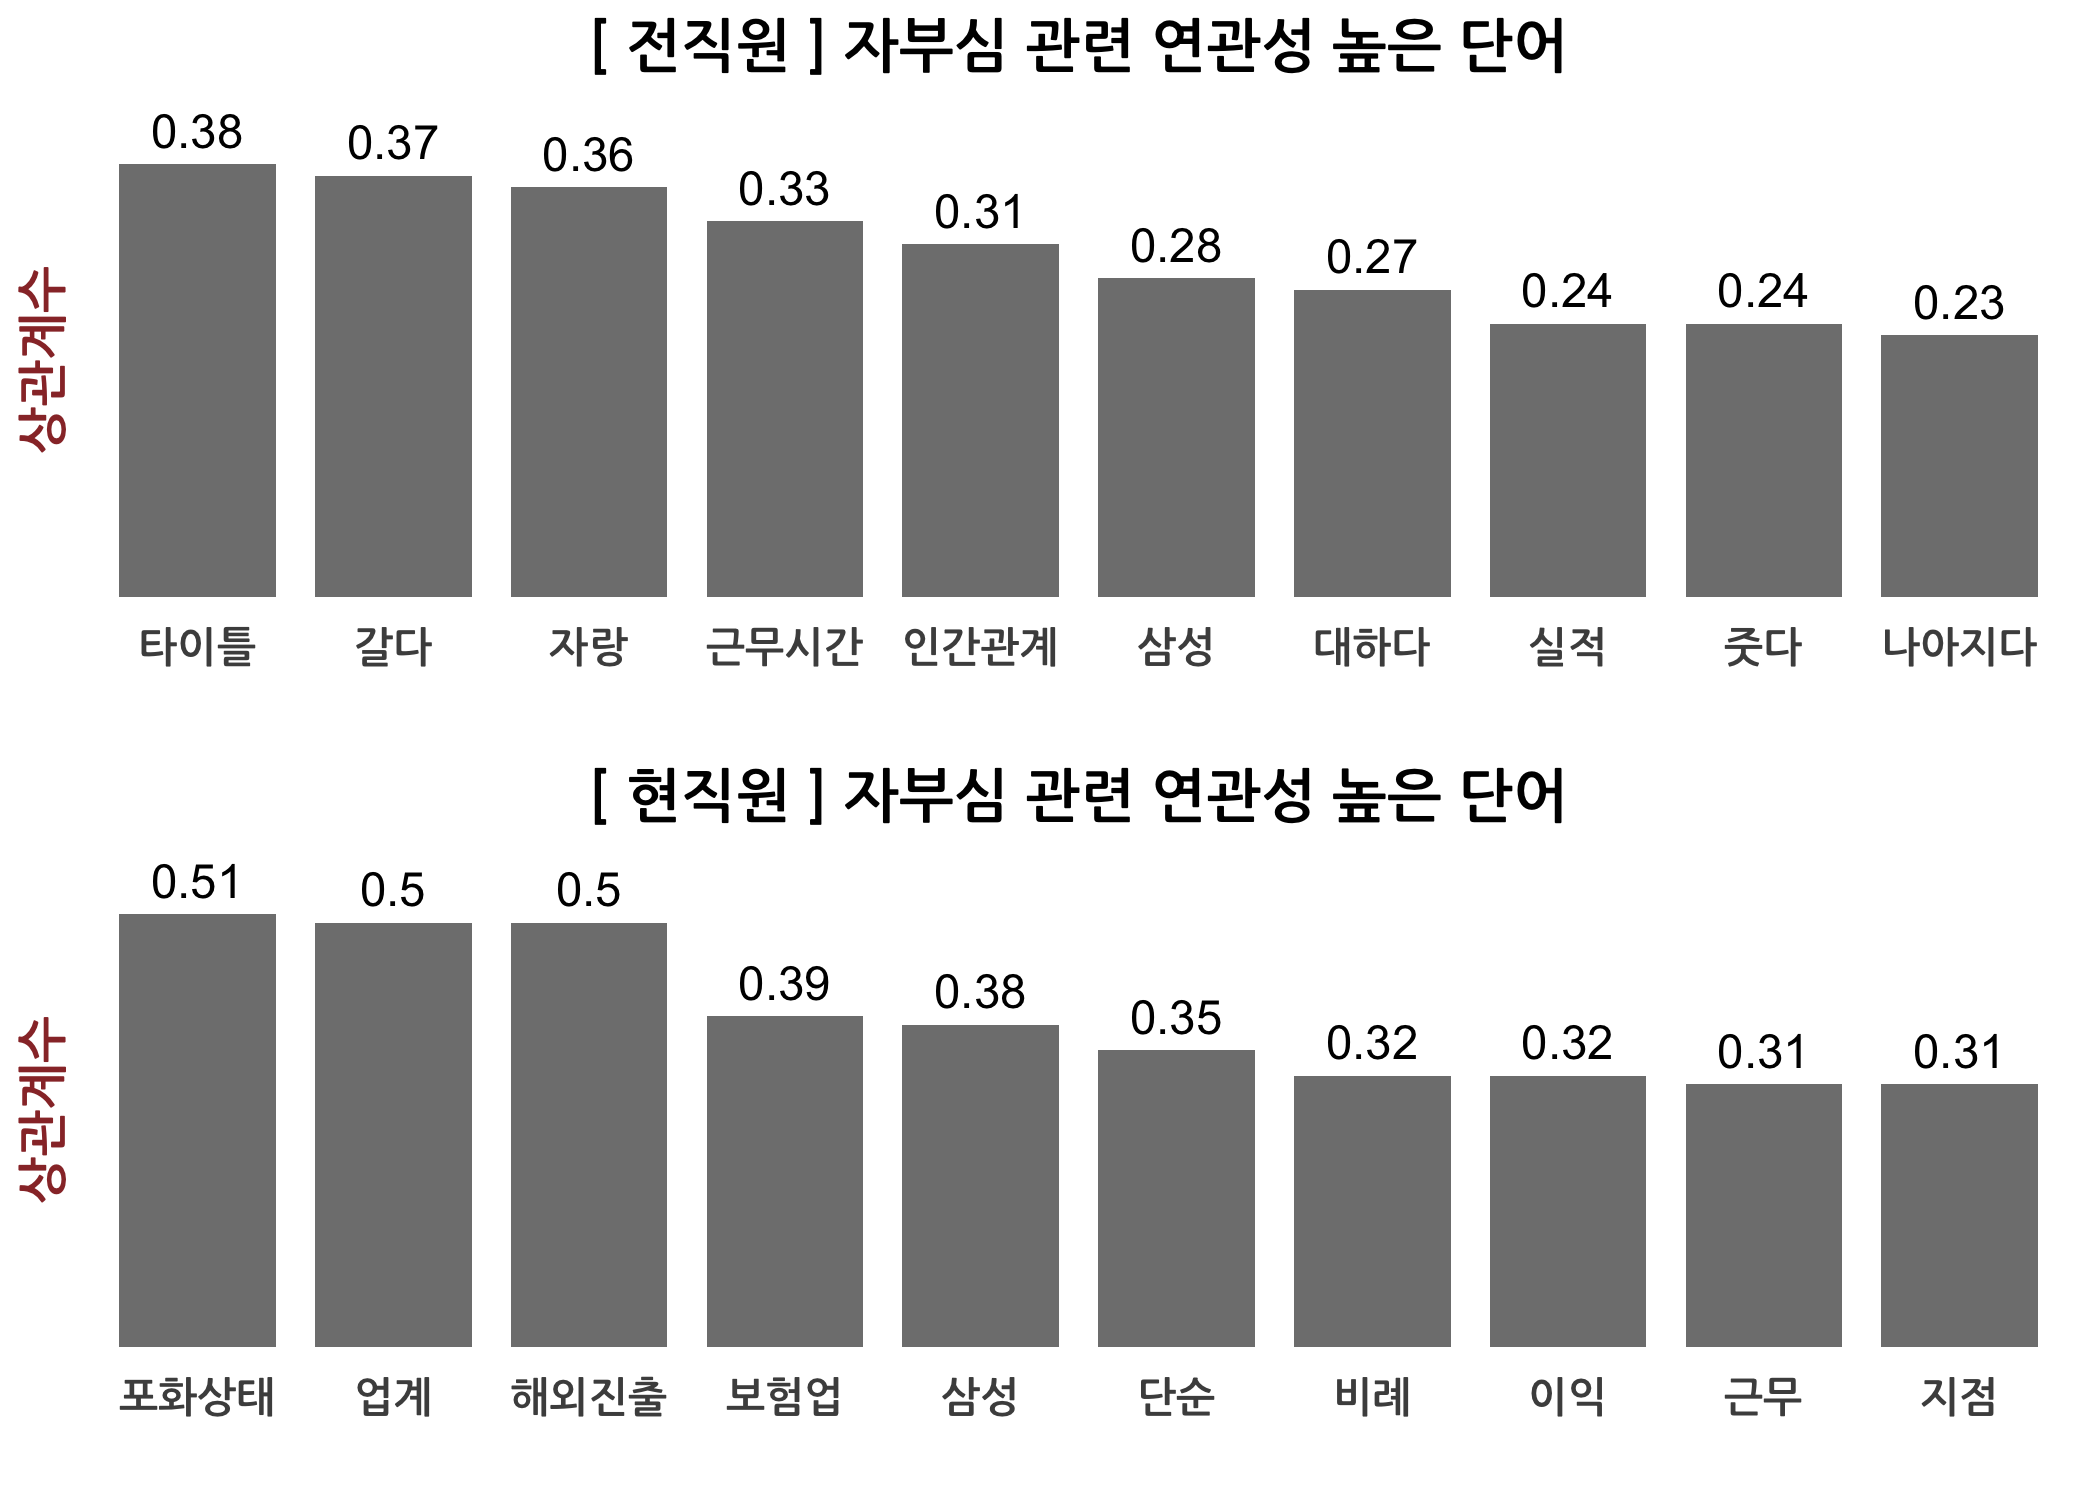 [ 전직원 ] 자부심 관련 연관성 높은 단어
0.38 0.37 0.36 0.33 0.31 0.28 0.27 0.24 0.24 0.23
상관계수
타이틀 갈다 자랑 근무시간 인간관계 삼성 대하다 실적 줏다 나아지다
[ 현직원 ] 자부심 관련 연관성 높은 단어
0.51 0.5 0.5 0.39 0.38 0.35 0.32 0.32 0.31 0.31
상관계수
포화상태 업계 해외진출 보험업 삼성 단순 비례 이익 근무 지점